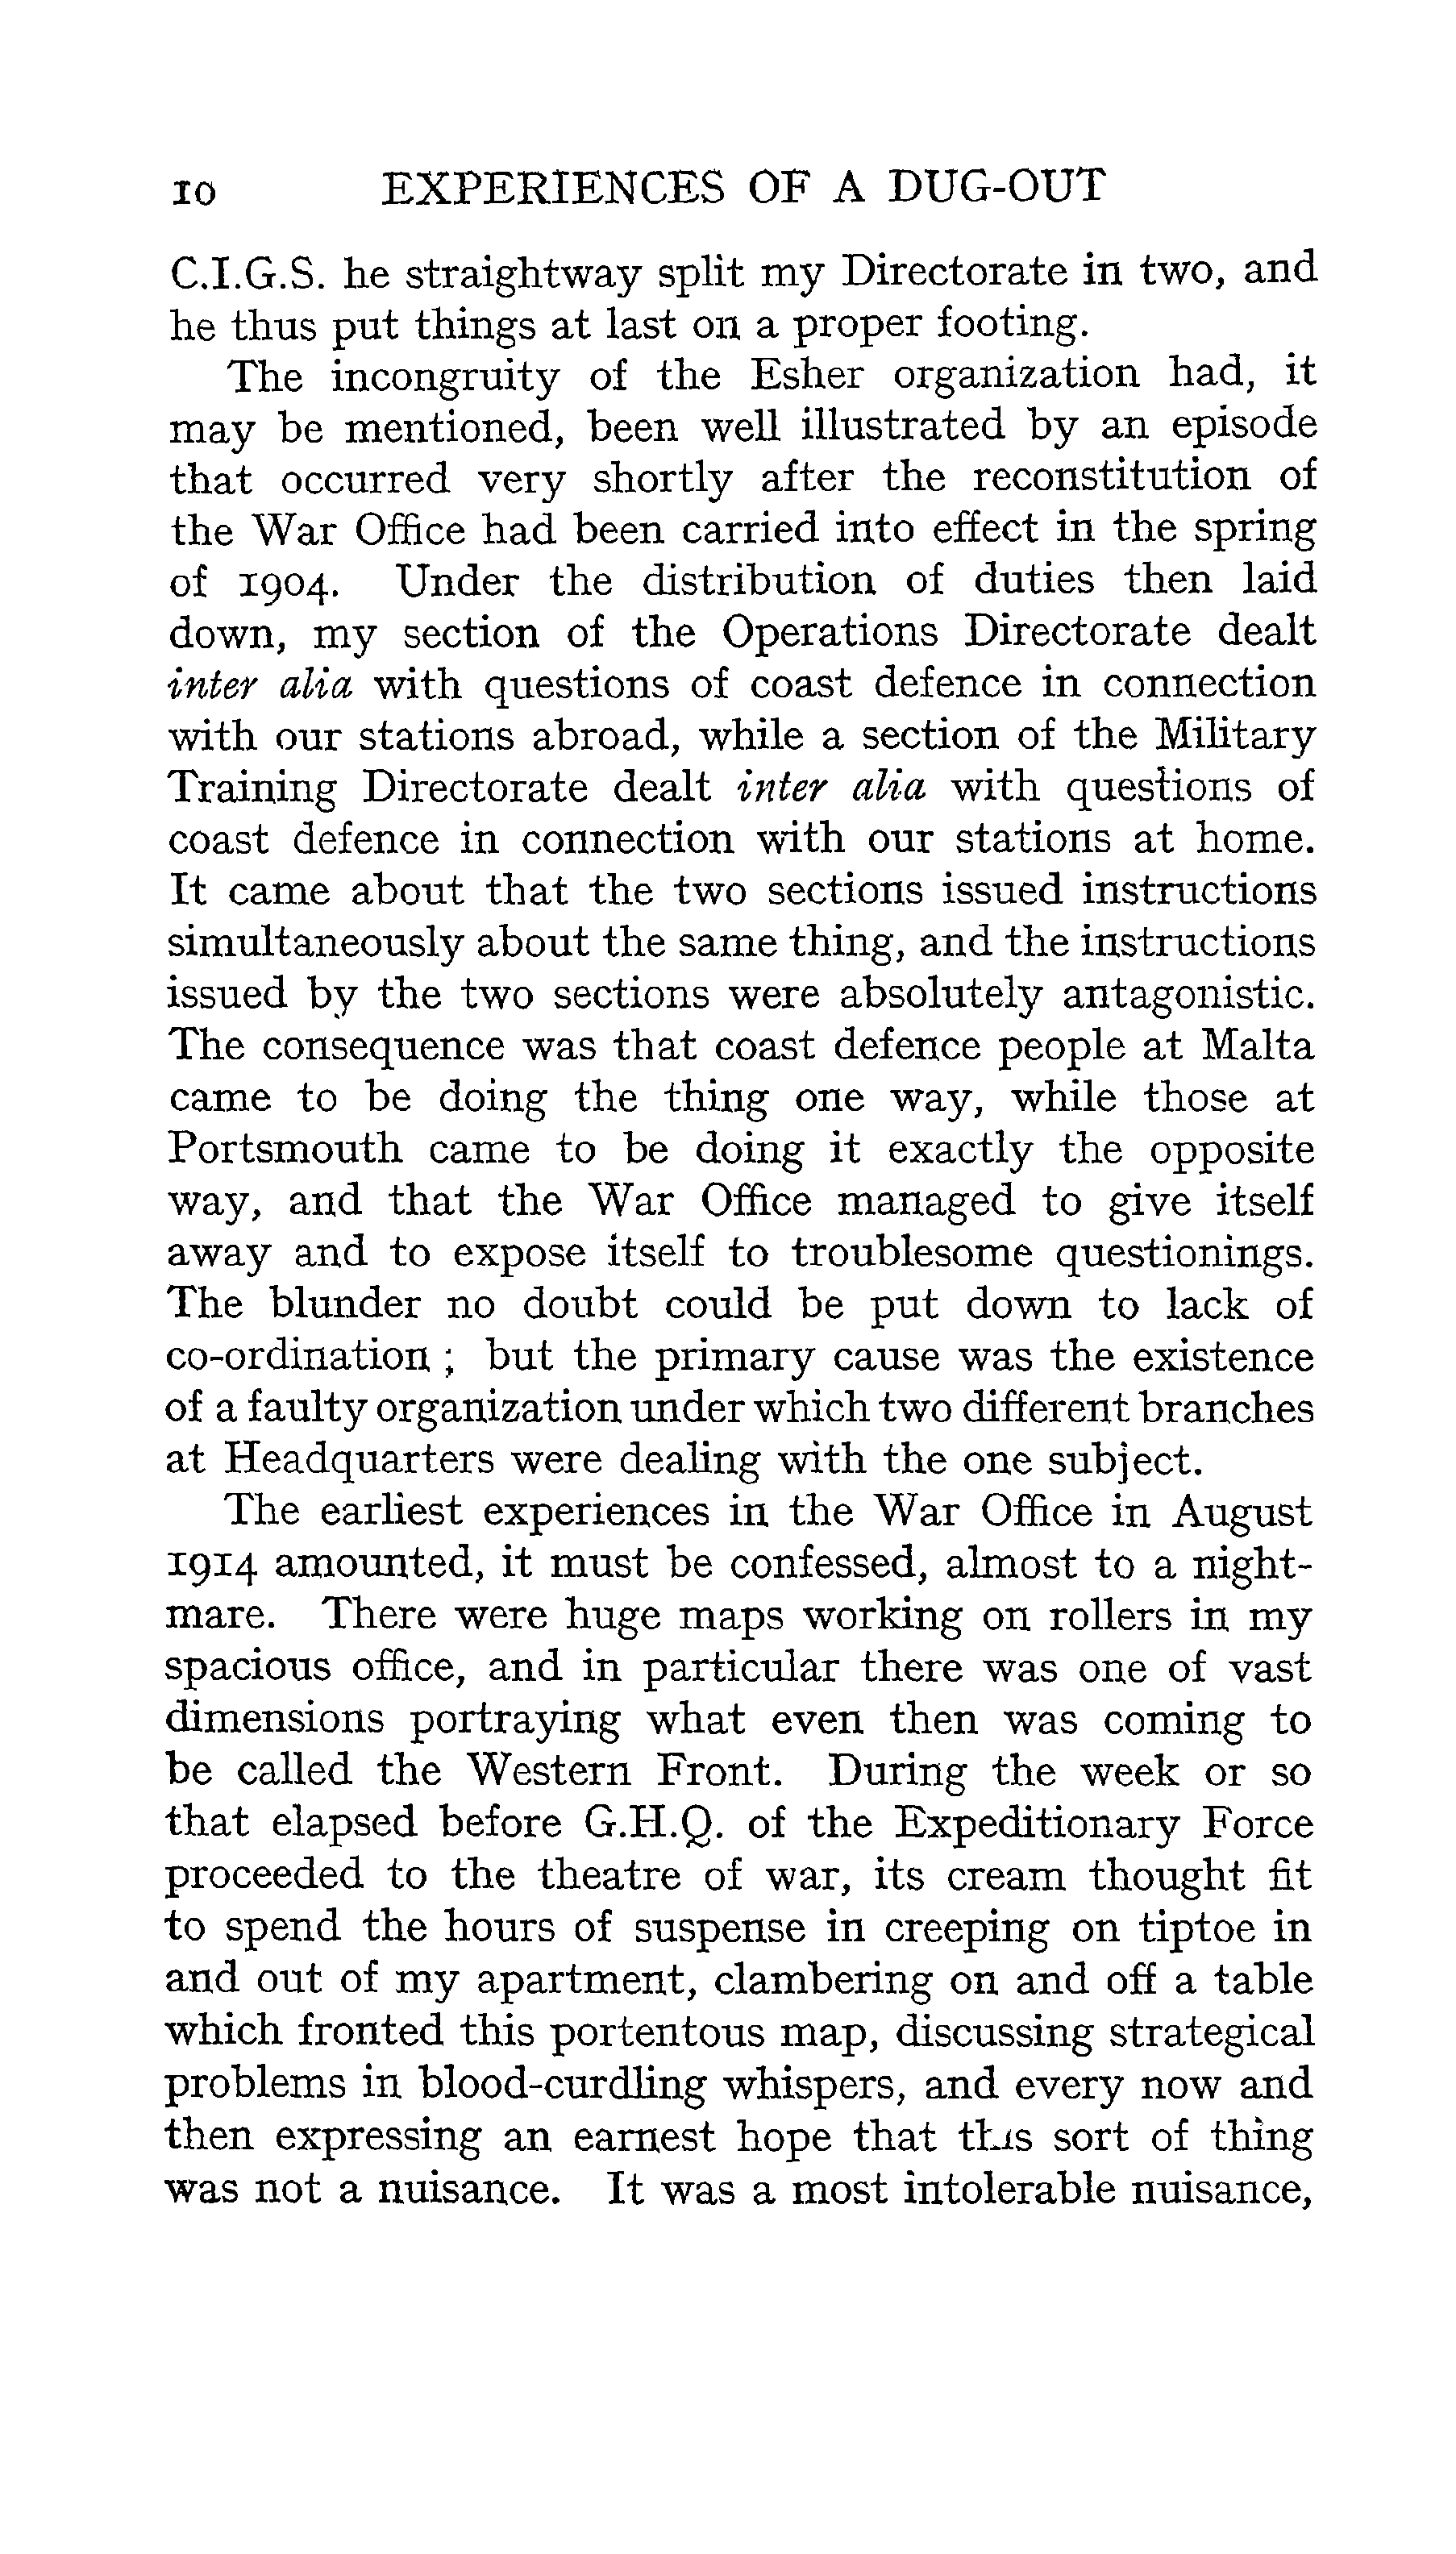 10 EXPERIENCES OF A DUG-OUT
C.I.G.S. he straightway split my Directorate in two, and
he thus put things at last on a proper footing.
The incongruity of the Esher organization had, it
may be mentioned, been well illustrated by an episode
that occurred very shortly after the reconstitution of
the War Office had been carried into effect in the spring
of 1904. Under the distribution of duties then laid
down, my section of the Operations Directorate dealt
inter alia with questions of coast defence in connection
with our stations abroad, while a section of the Military
Training Directorate dealt inter alia with questions of
coast defence in connection with our stations at home.
It came about that the two sections issued instructions
simultaneously about the same thing, and the instructions
issued by the two sections were absolutely antagonistic.
The consequence was that coast defence people at Malta
came to be doing the thing one way, while those at
Portsmouth came to be doing it exactly the opposite
way, and that the War Office managed to give itself
away and to expose itself to troublesome questionings.
The blunder no doubt could be put down to lack of
co-ordination ; but the primary cause was the existence
of a faulty organization under which two different branches
at Headquarters were dealing with the one subject.
The earliest experiences in the War Office in August
1914 amounted, it must be confessed, almost to a night-
mare. There were huge maps working on rollers in my
spacious office, and in particular there was one of vast
dimensions portraying what even then was coming to
be called the Western Front. During the week or so
that elapsed before G.H.Q. of the Expeditionary Force
proceeded to the theatre of war, its cream thought fit
to spend the hours of suspense in creeping on tiptoe in
and out of my apartment, clambering on and off a table
which fronted this portentous map, discussing strategical
problems in blood-curdling whispers, and every now and
then expressing an earnest hope that this sort of thing
was not a nuisance. It was a most intolerable nuisance,